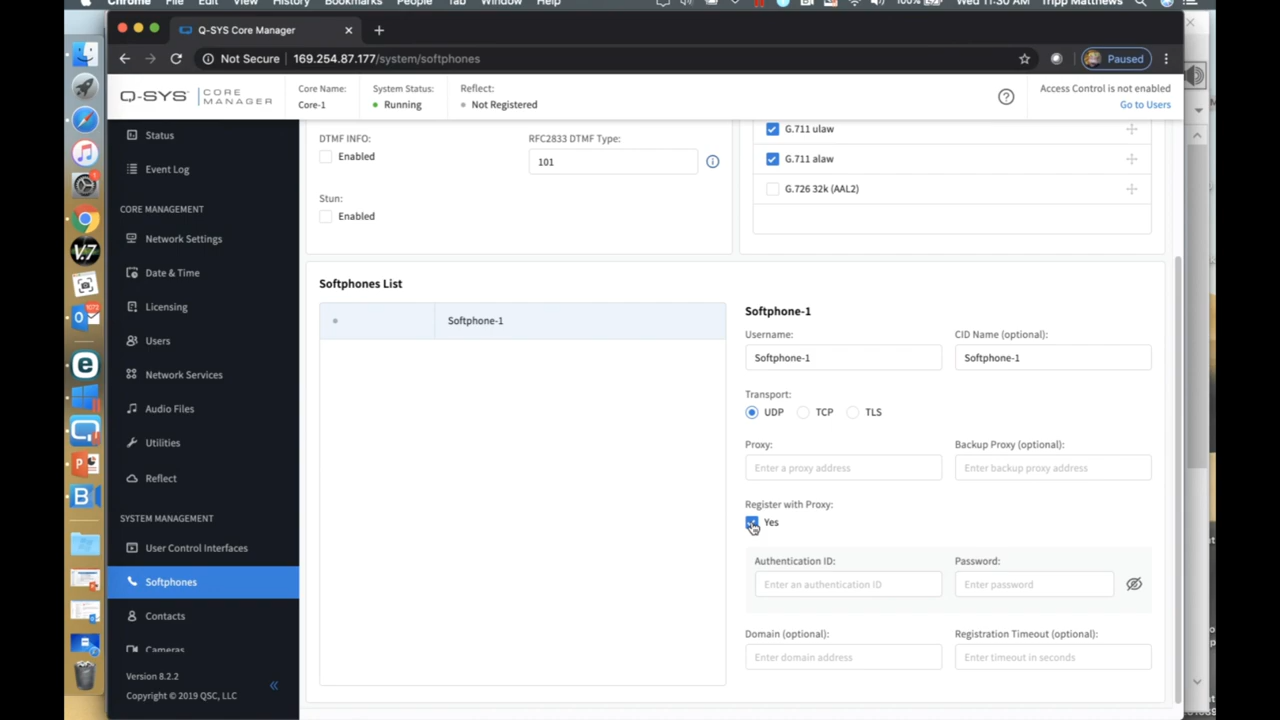 Chrome File Edit View History Bookmarks People Tab Window Help 100% Wed 11:30 AM Tripp Matthews
Q-SYS Core Manager
Not Secure 169.254.87.177/system/softphones Paused
Q-SYS CORE MANAGER
Core Name:
Core-1
System Status:
Running
Reflect:
Not Registered
Access Control is not enabled
Go to Users
Status
Event Log
CORE MANAGEMENT
Network Settings
Date & Time
Licensing
Users
Network Services
Audio Files
Utilities
Reflect
SYSTEM MANAGEMENT
User Control Interfaces
Softphones
Contacts
Cameras
Version 8.2.2
Copyright © 2019 QSC, LLC
DTMF INFO:
Enabled
RFC2833 DTMF Type:
101
Stun:
Enabled
G.711 ulaw
G.711 alaw
G.726 32k (AAL2)
Softphones List
Softphone-1
Softphone-1
Username:
Softphone-1
CID Name (optional):
Softphone-1
Transport:
UDP TCP TLS
Proxy:
Enter a proxy address
Backup Proxy (optional):
Enter backup proxy address
Register with Proxy:
Yes
Authentication ID:
Enter an authentication ID
Password:
Enter password
Domain (optional):
Enter domain address
Registration Timeout (optional):
Enter timeout in seconds